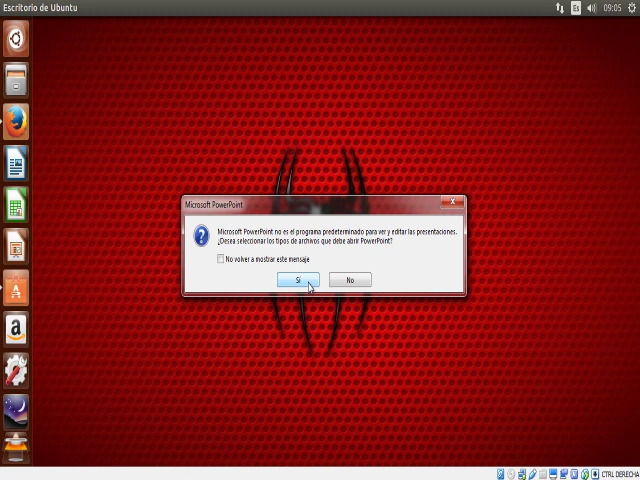 Escritorio de Ubuntu
Es
09:05
Microsoft PowerPoint
Microsoft PowerPoint no es el programa predeterminado para ver y editar las presentaciones.
¿Desea seleccionar los tipos de archivos que debe abrir PowerPoint?
No volver a mostrar este mensaje
Sí
No
CTRL DERECHA